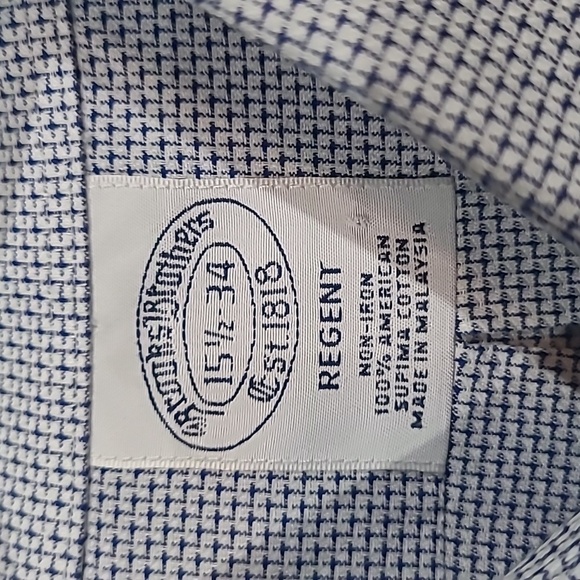 Brooks Brothers
15½-34
Est.1818
REGENT
NON-IRON
100% AMERICAN
SUPIMA COTTON
MADE IN MALAYSIA